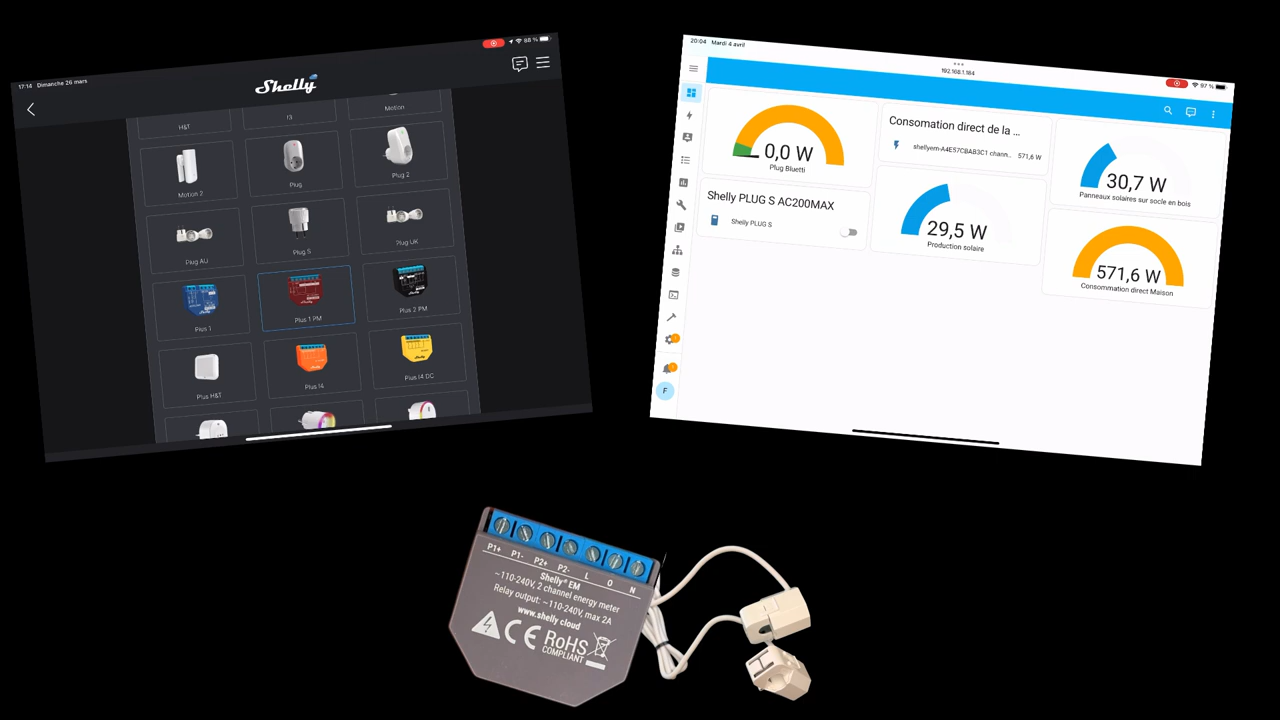 17:14 Dimanche 26 mars
88 %
Shelly
H&T
i3
Motion
Motion 2
Plug
Plug 2
Plug AU
Plug S
Plug UK
Plus 1
Plus 1 PM
Plus 2 PM
Plus H&T
Plus I4
Plus I4 DC
20:04 Mardi 4 avril
192.168.1.184
97 %
0,0 W
Plug Bluetti
Consomation direct de la ...
shellyem-A4E57CBAB3C1 chann... 571,6 W
30,7 W
Panneaux solaires sur socle en bois
Shelly PLUG S AC200MAX
Shelly PLUG S
29,5 W
Production solaire
571,6 W
Consommation direct Maison
F
P1+ P1- P2+ P2- L O N
Shelly® EM
~110-240V, 2 channel energy meter
Relay output: ~110-240V, max 2A
www.shelly.cloud
CE RoHS
COMPLIANT